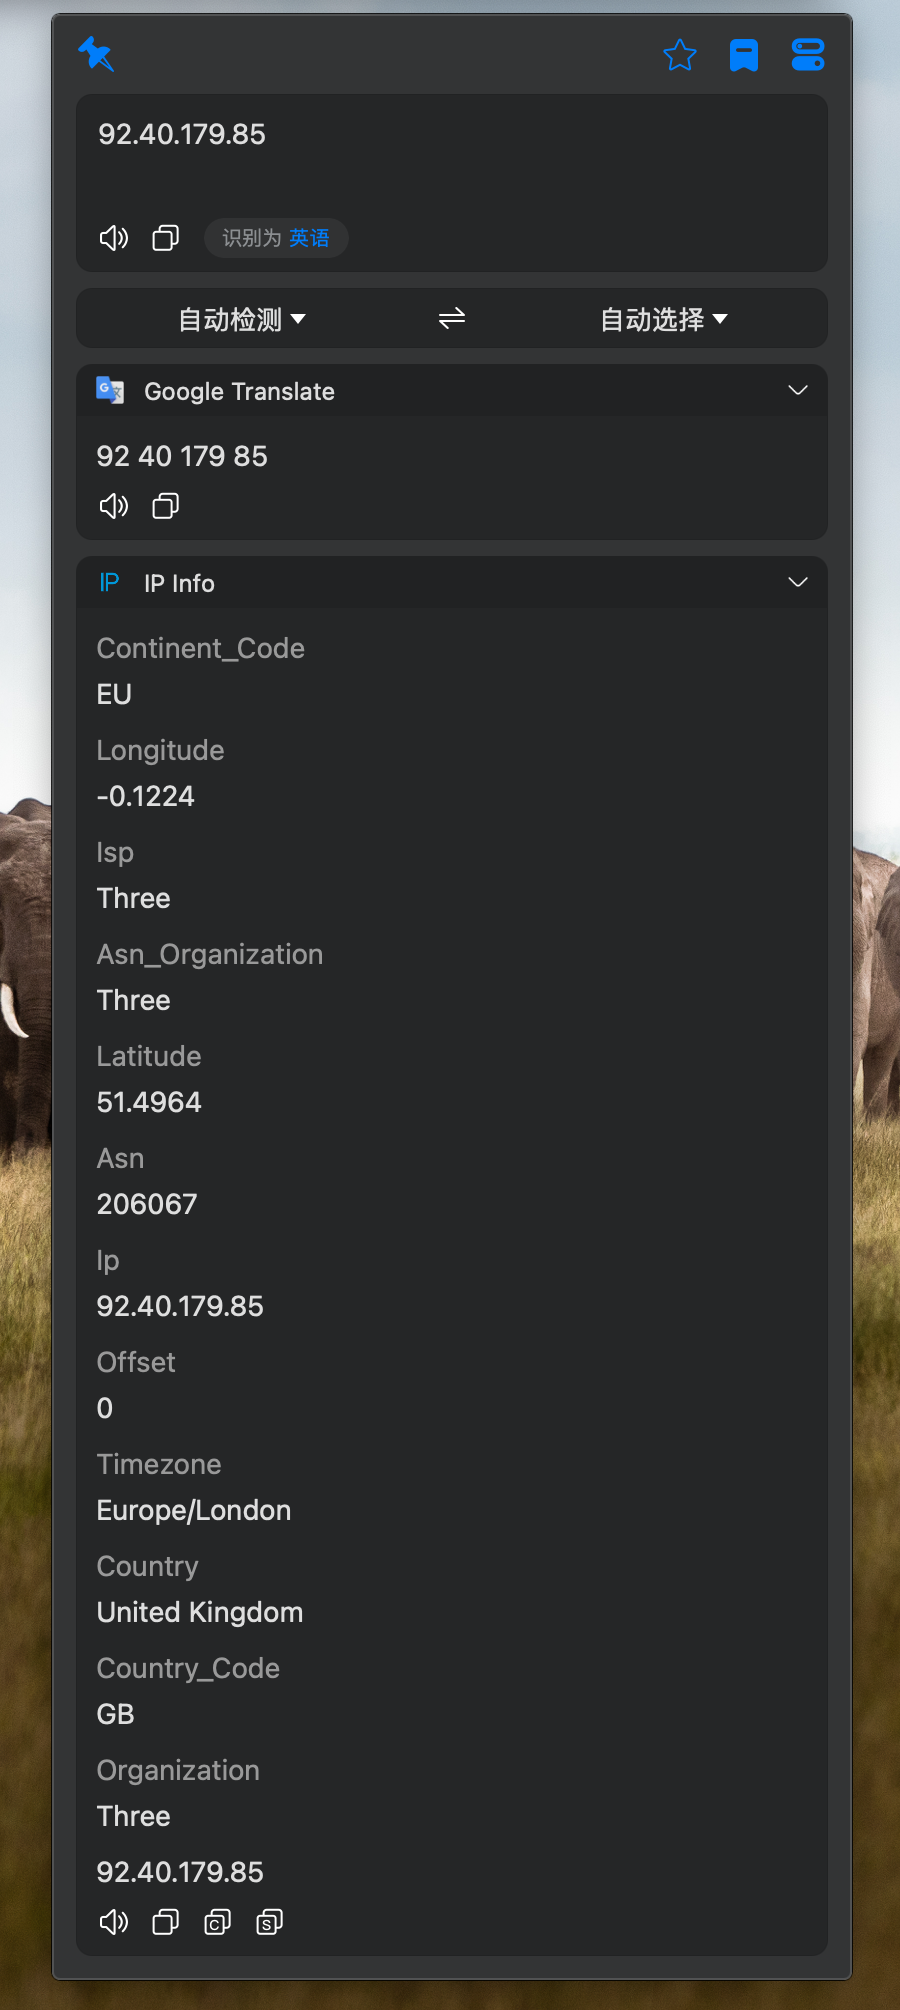 92.40.179.85
识别为 英语
自动检测 自动选择
Google Translate
92 40 179 85
IP IP Info
Continent_Code
EU
Longitude
-0.1224
Isp
Three
Asn_Organization
Three
Latitude
51.4964
Asn
206067
Ip
92.40.179.85
Offset
0
Timezone
Europe/London
Country
United Kingdom
Country_Code
GB
Organization
Three
92.40.179.85
C S